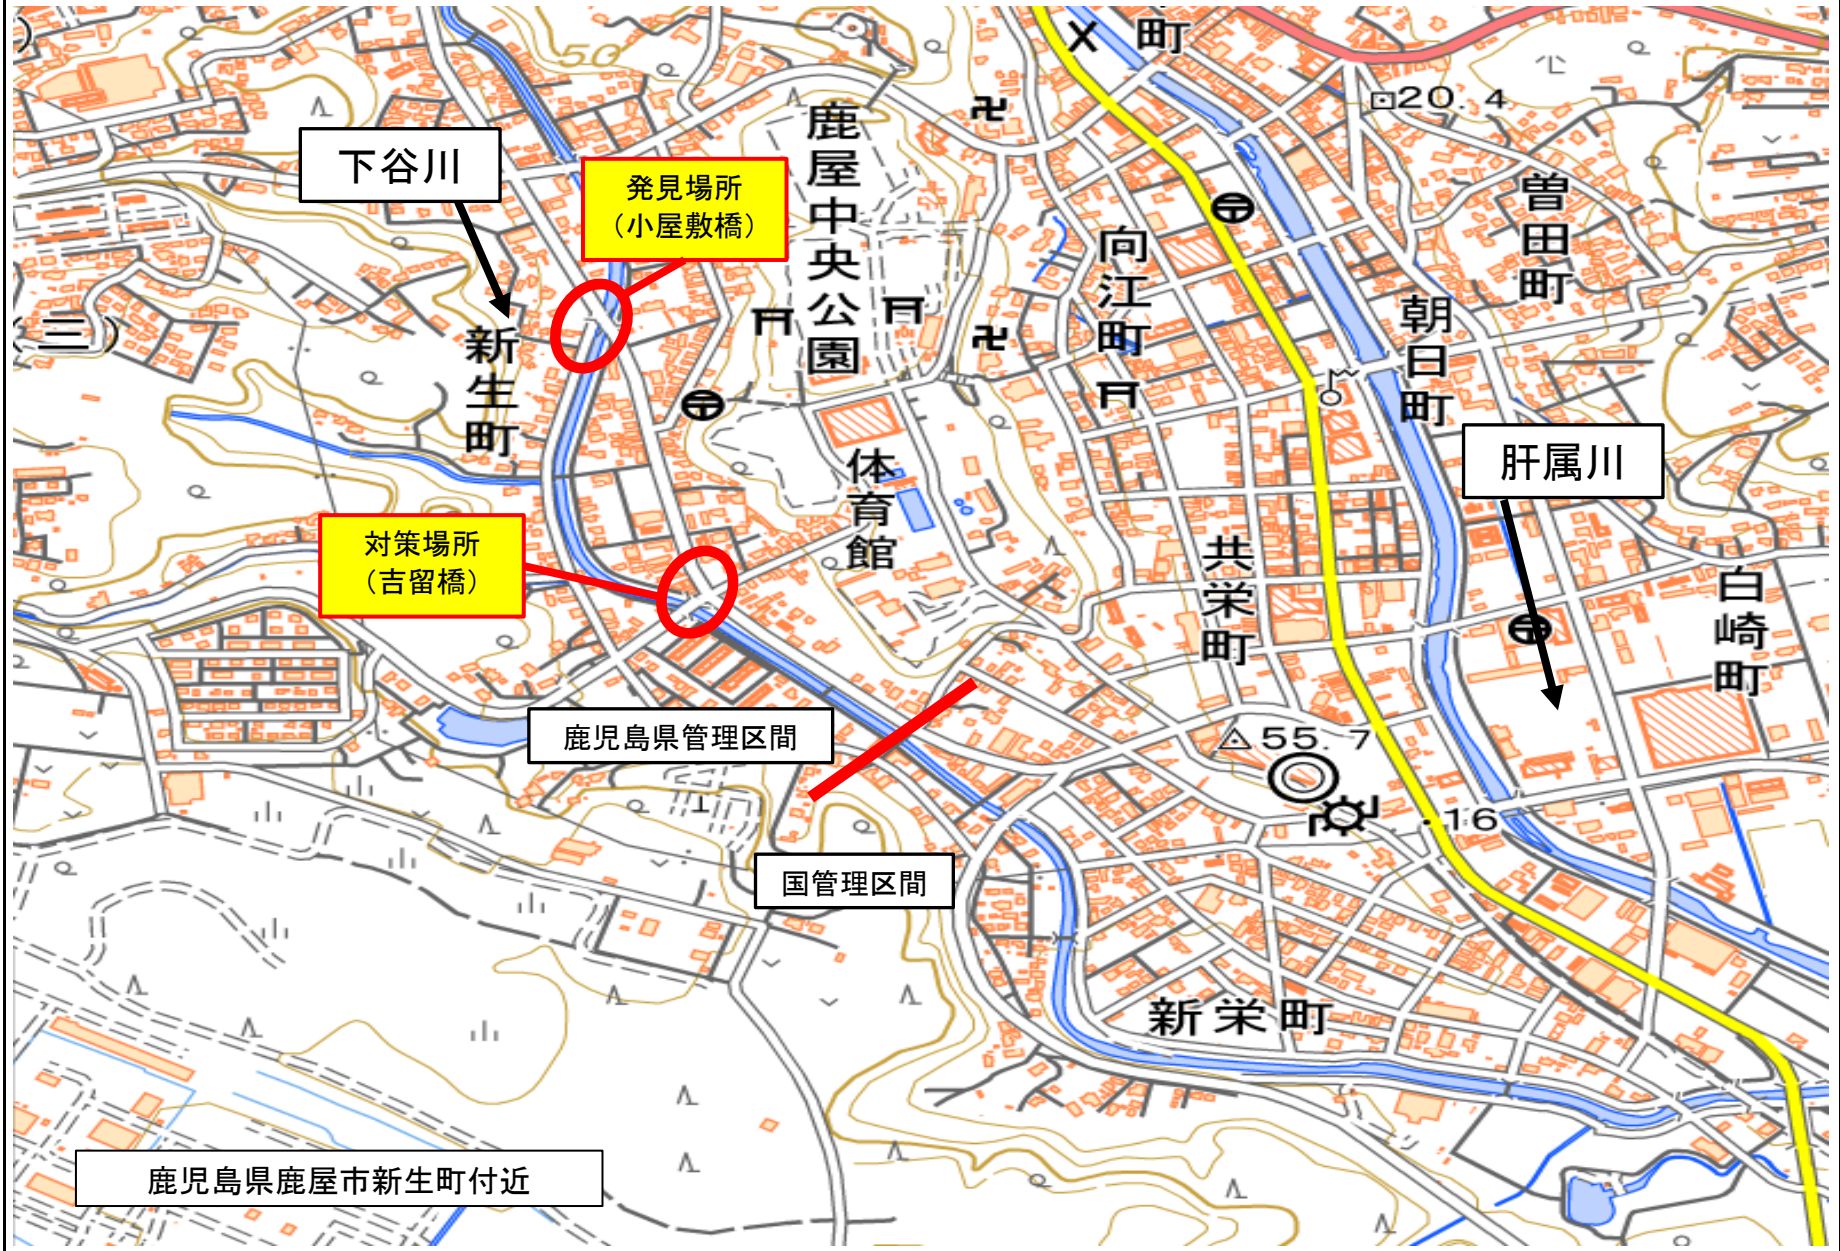 町
50
20.4
下谷川
発見場所
（小屋敷橋）
鹿屋中央公園
曽田町
向江町
朝日町
（三）
新生町
肝属川
体育館
対策場所
（吉留橋）
共栄町
白崎町
鹿児島県管理区間
55.7
・16
国管理区間
新栄町
鹿児島県鹿屋市新生町付近